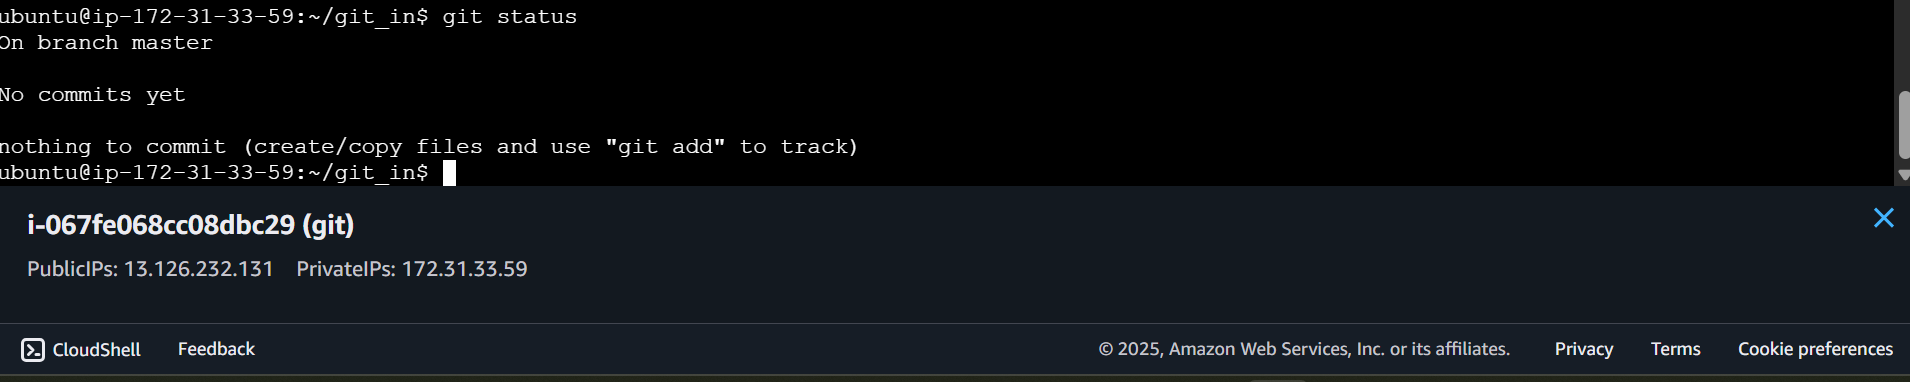 ubuntu@ip-172-31-33-59:~/git_in$ git status
On branch master
No commits yet
nothing to commit (create/copy files and use "git add" to track)
ubuntu@ip-172-31-33-59:~/git_in$
i-067fe068cc08dbc29 (git)
PublicIPs: 13.126.232.131 PrivateIPs: 172.31.33.59
CloudShell Feedback © 2025, Amazon Web Services, Inc. or its affiliates. Privacy Terms Cookie preferences